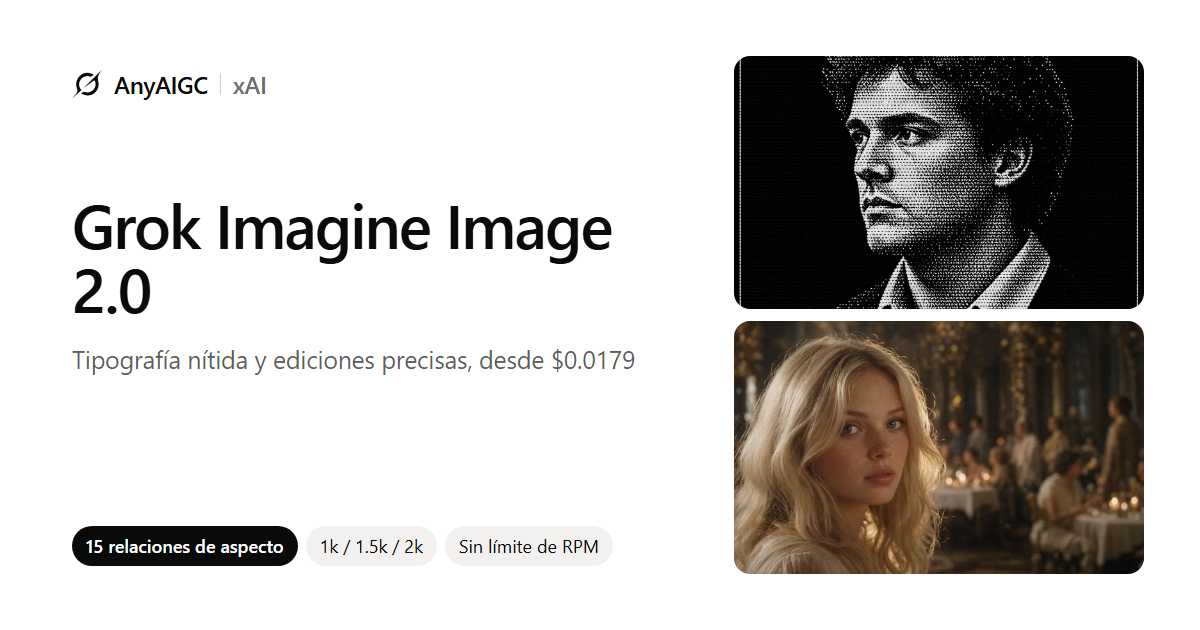 AnyAIGC | xAI
Grok Imagine Image
2.0
Tipografía nítida y ediciones precisas, desde $0.0179
15 relaciones de aspecto
1k / 1.5k / 2k
Sin límite de RPM